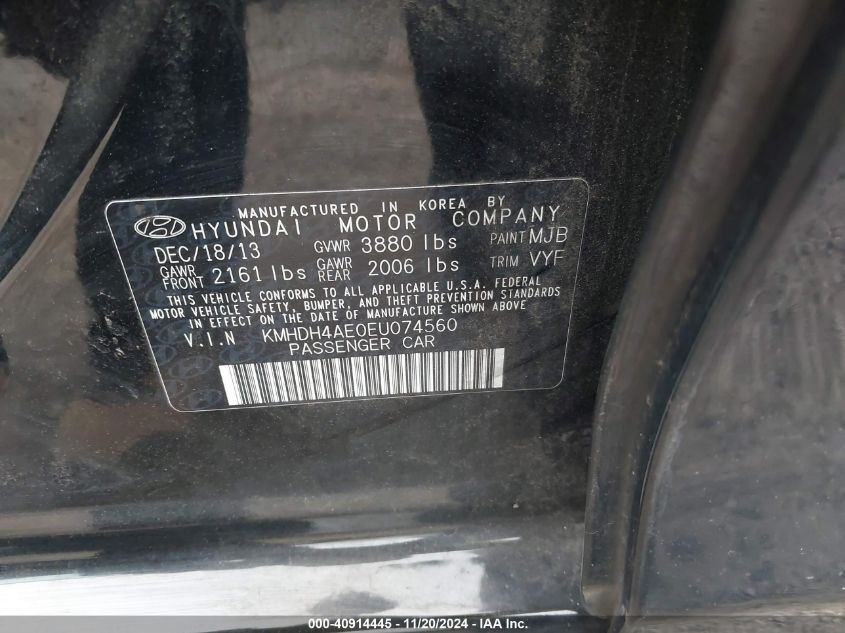 MANUFACTURED IN KOREA BY
HYUNDAI MOTOR COMPANY
DEC/18/13 GVWR 3880 lbs PAINT MJB
GAWR FRONT 2161 lbs GAWR REAR 2006 lbs TRIM VYF
THIS VEHICLE CONFORMS TO ALL APPLICABLE U.S.A. FEDERAL
MOTOR VEHICLE SAFETY, BUMPER, AND THEFT PREVENTION STANDARDS
IN EFFECT ON THE DATE OF MANUFACTURE SHOWN ABOVE
V.I.N KMHDH4AE0EU074560
PASSENGER CAR
000-40914445 - 11/20/2024 - IAA Inc.